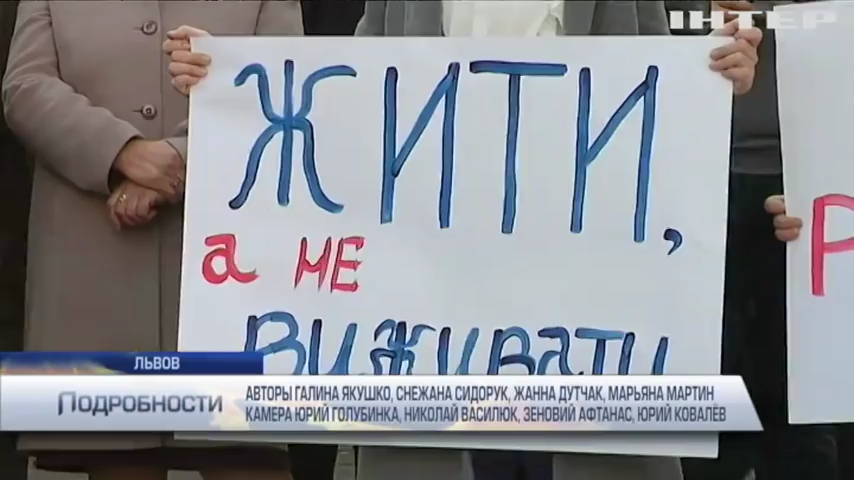 ІНТЕР
ЖИТИ,
а НЕ
ВИЖИВАТИ
Р
ЛЬВОВ
ПОДРОБНОСТИ
АВТОРЫ ГАЛИНА ЯКУШКО, СНЕЖАНА СИДОРУК, ЖАННА ДУТЧАК, МАРЬЯНА МАРТИН
КАМЕРА ЮРИЙ ГОЛУБИНКА, НИКОЛАЙ ВАСИЛЮК, ЗЕНОВИЙ АФТАНАС, ЮРИЙ КОВАЛЁВ